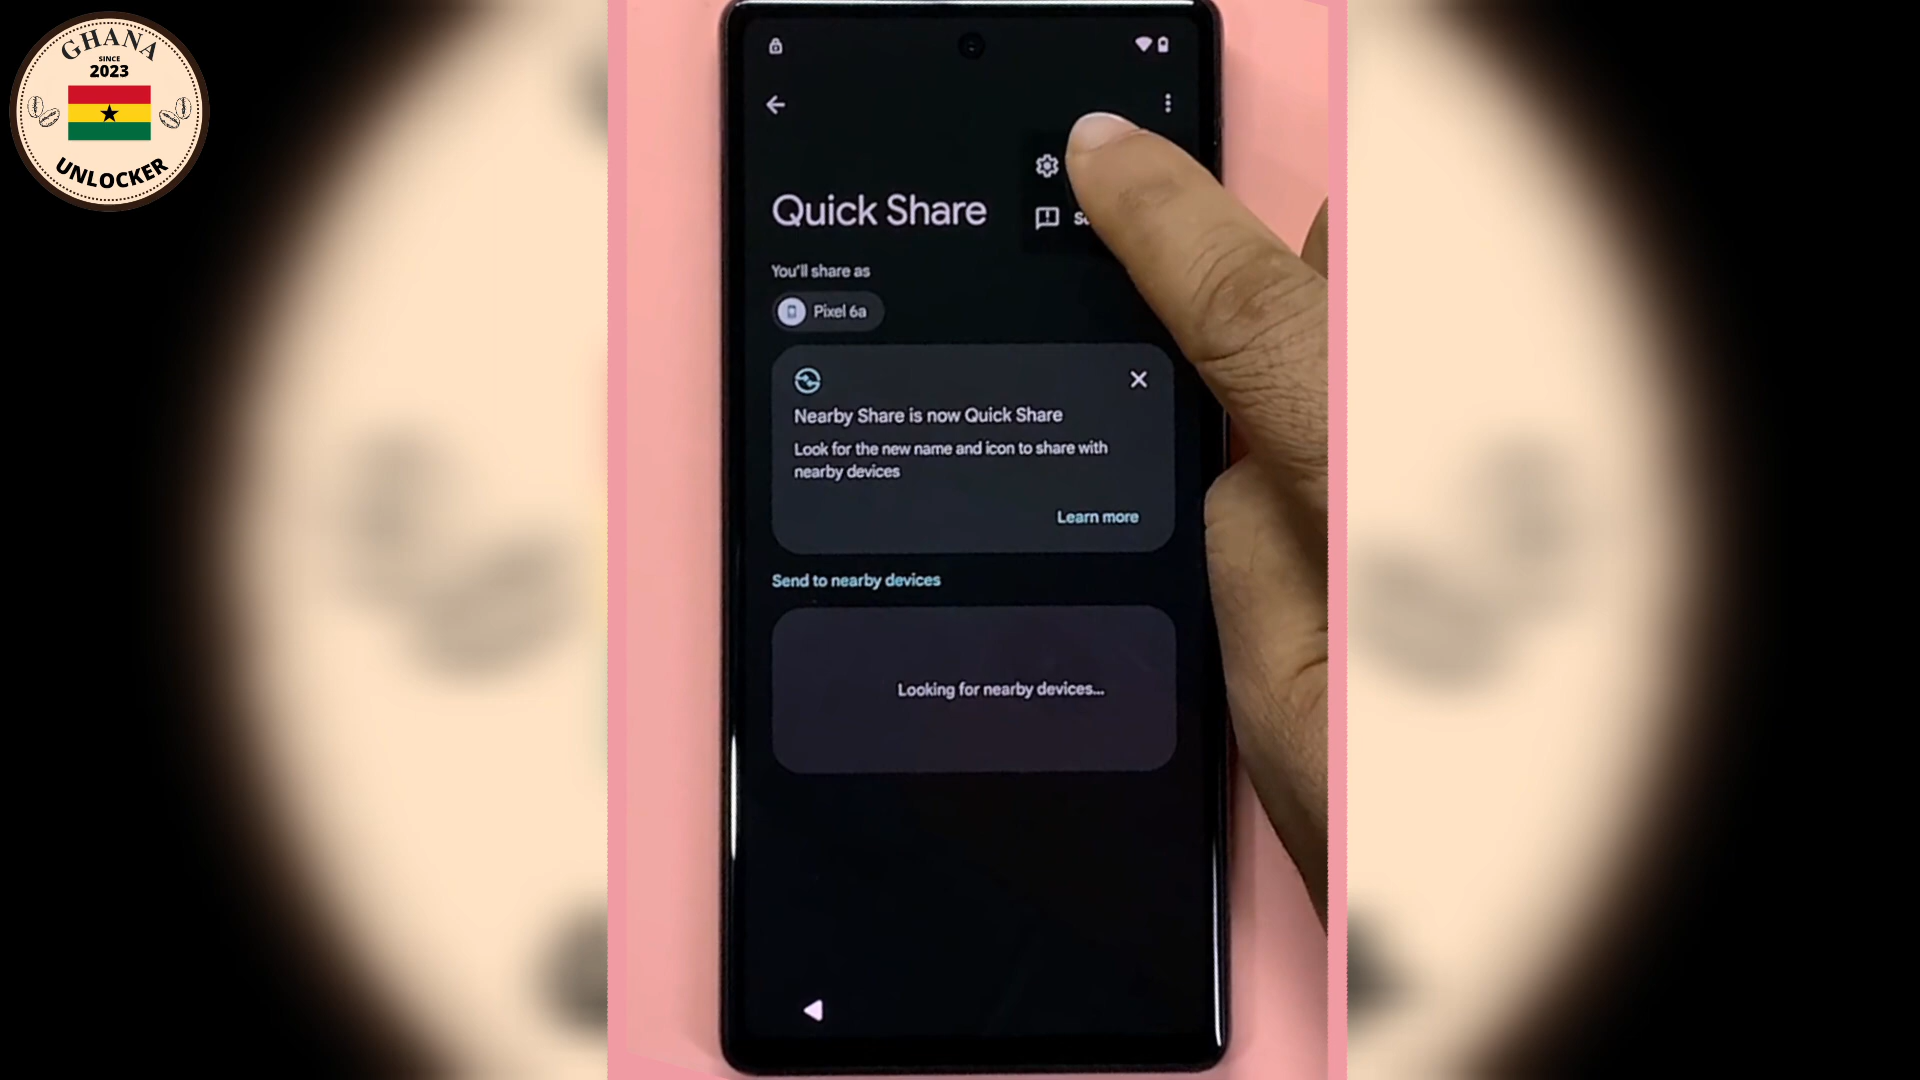 GHANA
SINCE
2023
UNLOCKER
Quick Share
You'll share as
Pixel 6a
Nearby Share is now Quick Share
Look for the new name and icon to share with
nearby devices
Learn more
Send to nearby devices
Looking for nearby devices...